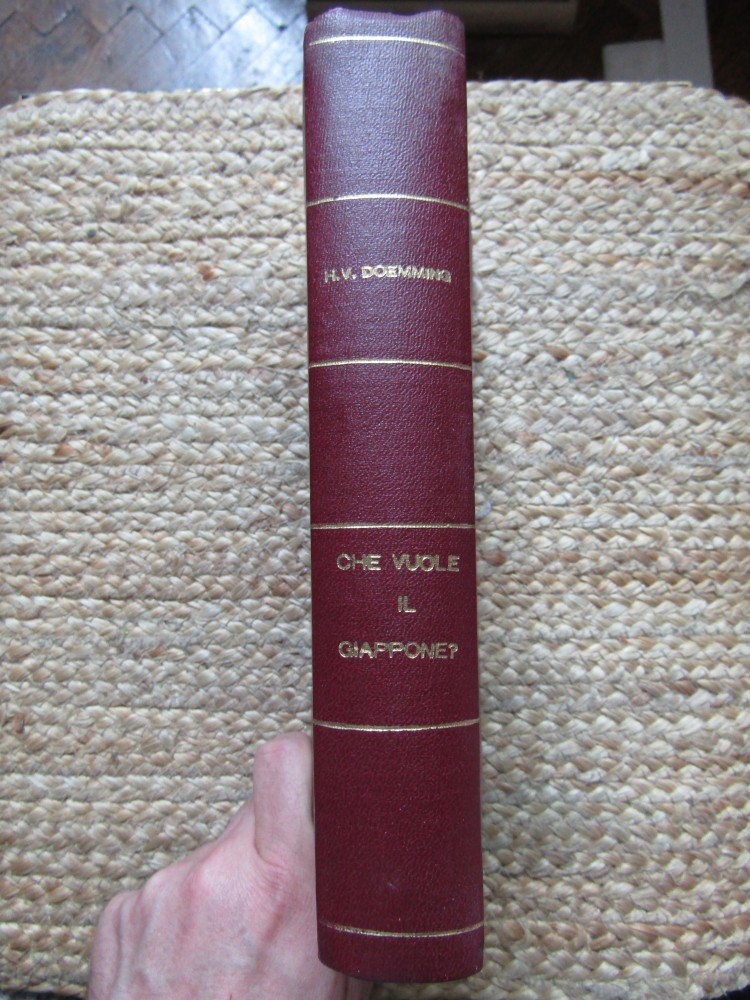 H. V. DOEMMING
CHE VUOLE
IL
GIAPPONE?